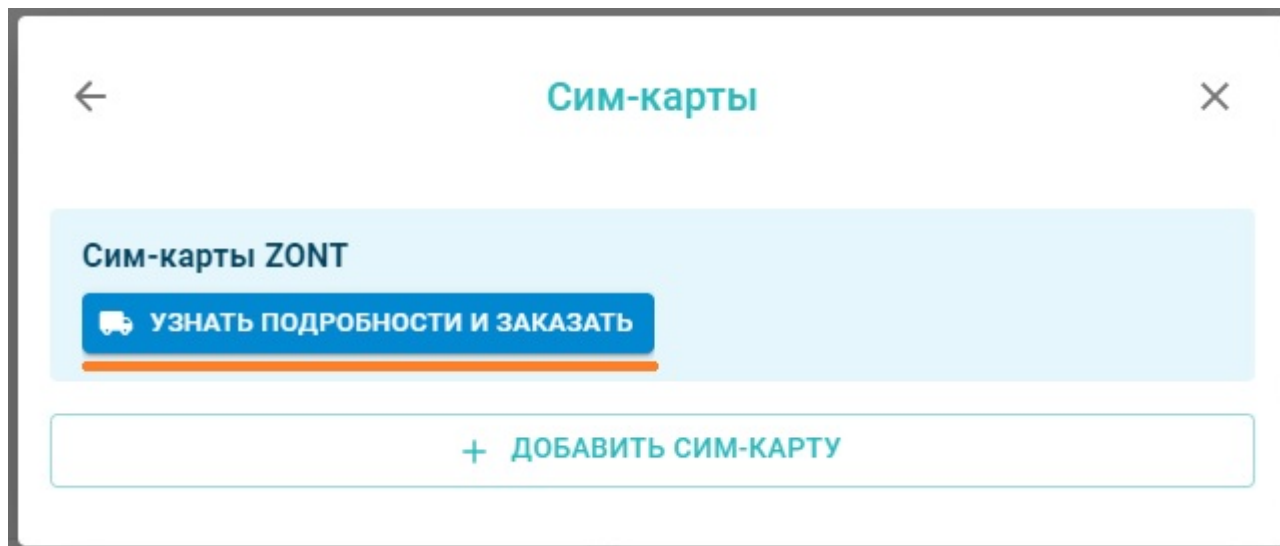 Сим-карты
Сим-карты ZONT
УЗНАТЬ ПОДРОБНОСТИ И ЗАКАЗАТЬ
+ ДОБАВИТЬ СИМ-КАРТУ